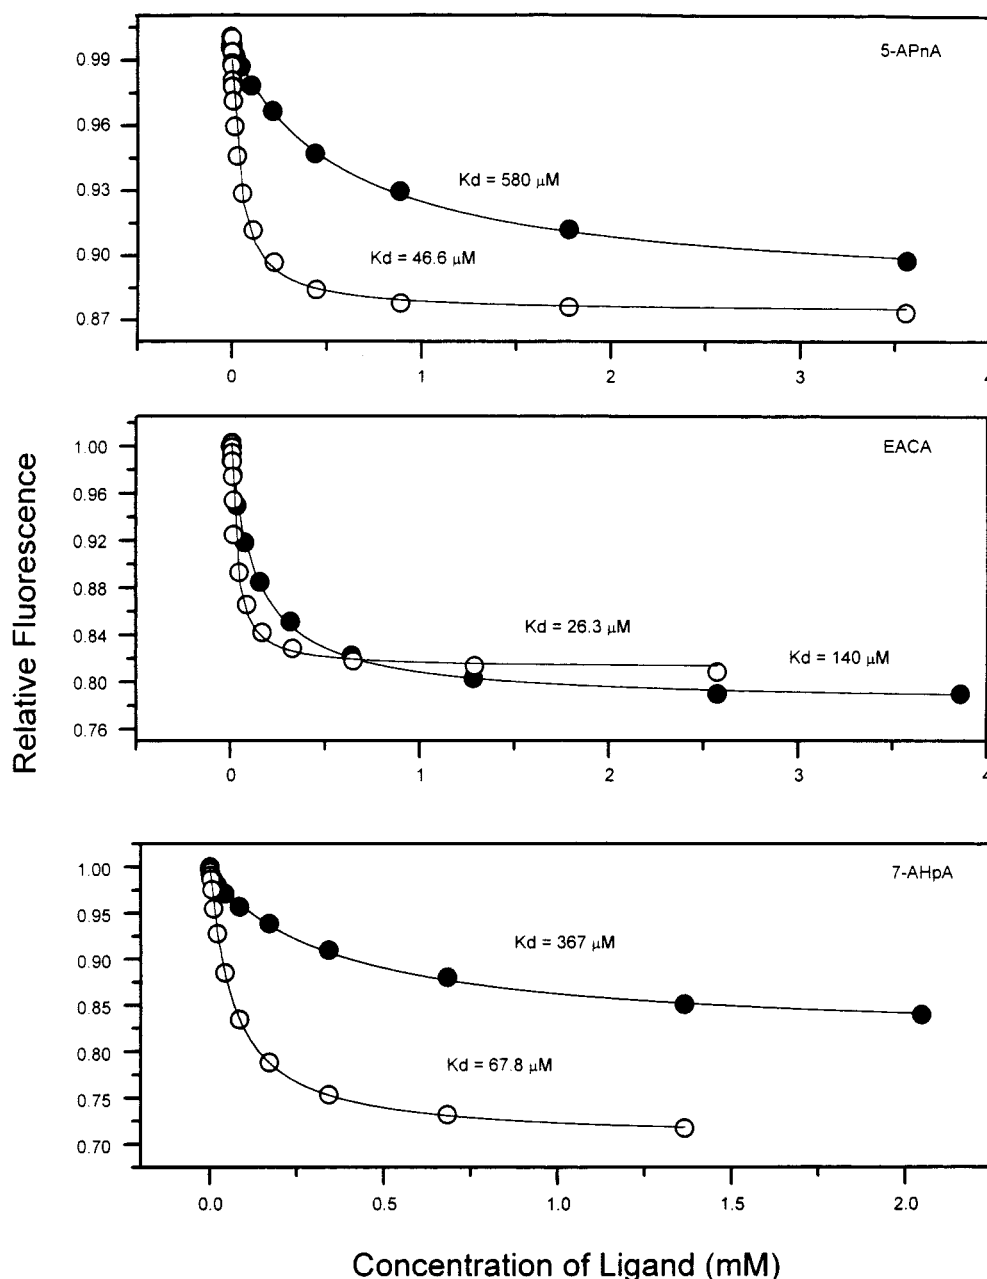 5-APnA
0.99
0.96
0.93
0.90
0.87
Kd = 580 μM
Kd = 46.6 μM
0 1 2 3 4
EACA
1.00
0.96
0.92
0.88
0.84
0.80
0.76
Kd = 26.3 μM
Kd = 140 μM
0 1 2 3 4
Relative Fluorescence
7-AHpA
1.00
0.95
0.90
0.85
0.80
0.75
0.70
Kd = 367 μM
Kd = 67.8 μM
0.0 0.5 1.0 1.5 2.0
Concentration of Ligand (mM)